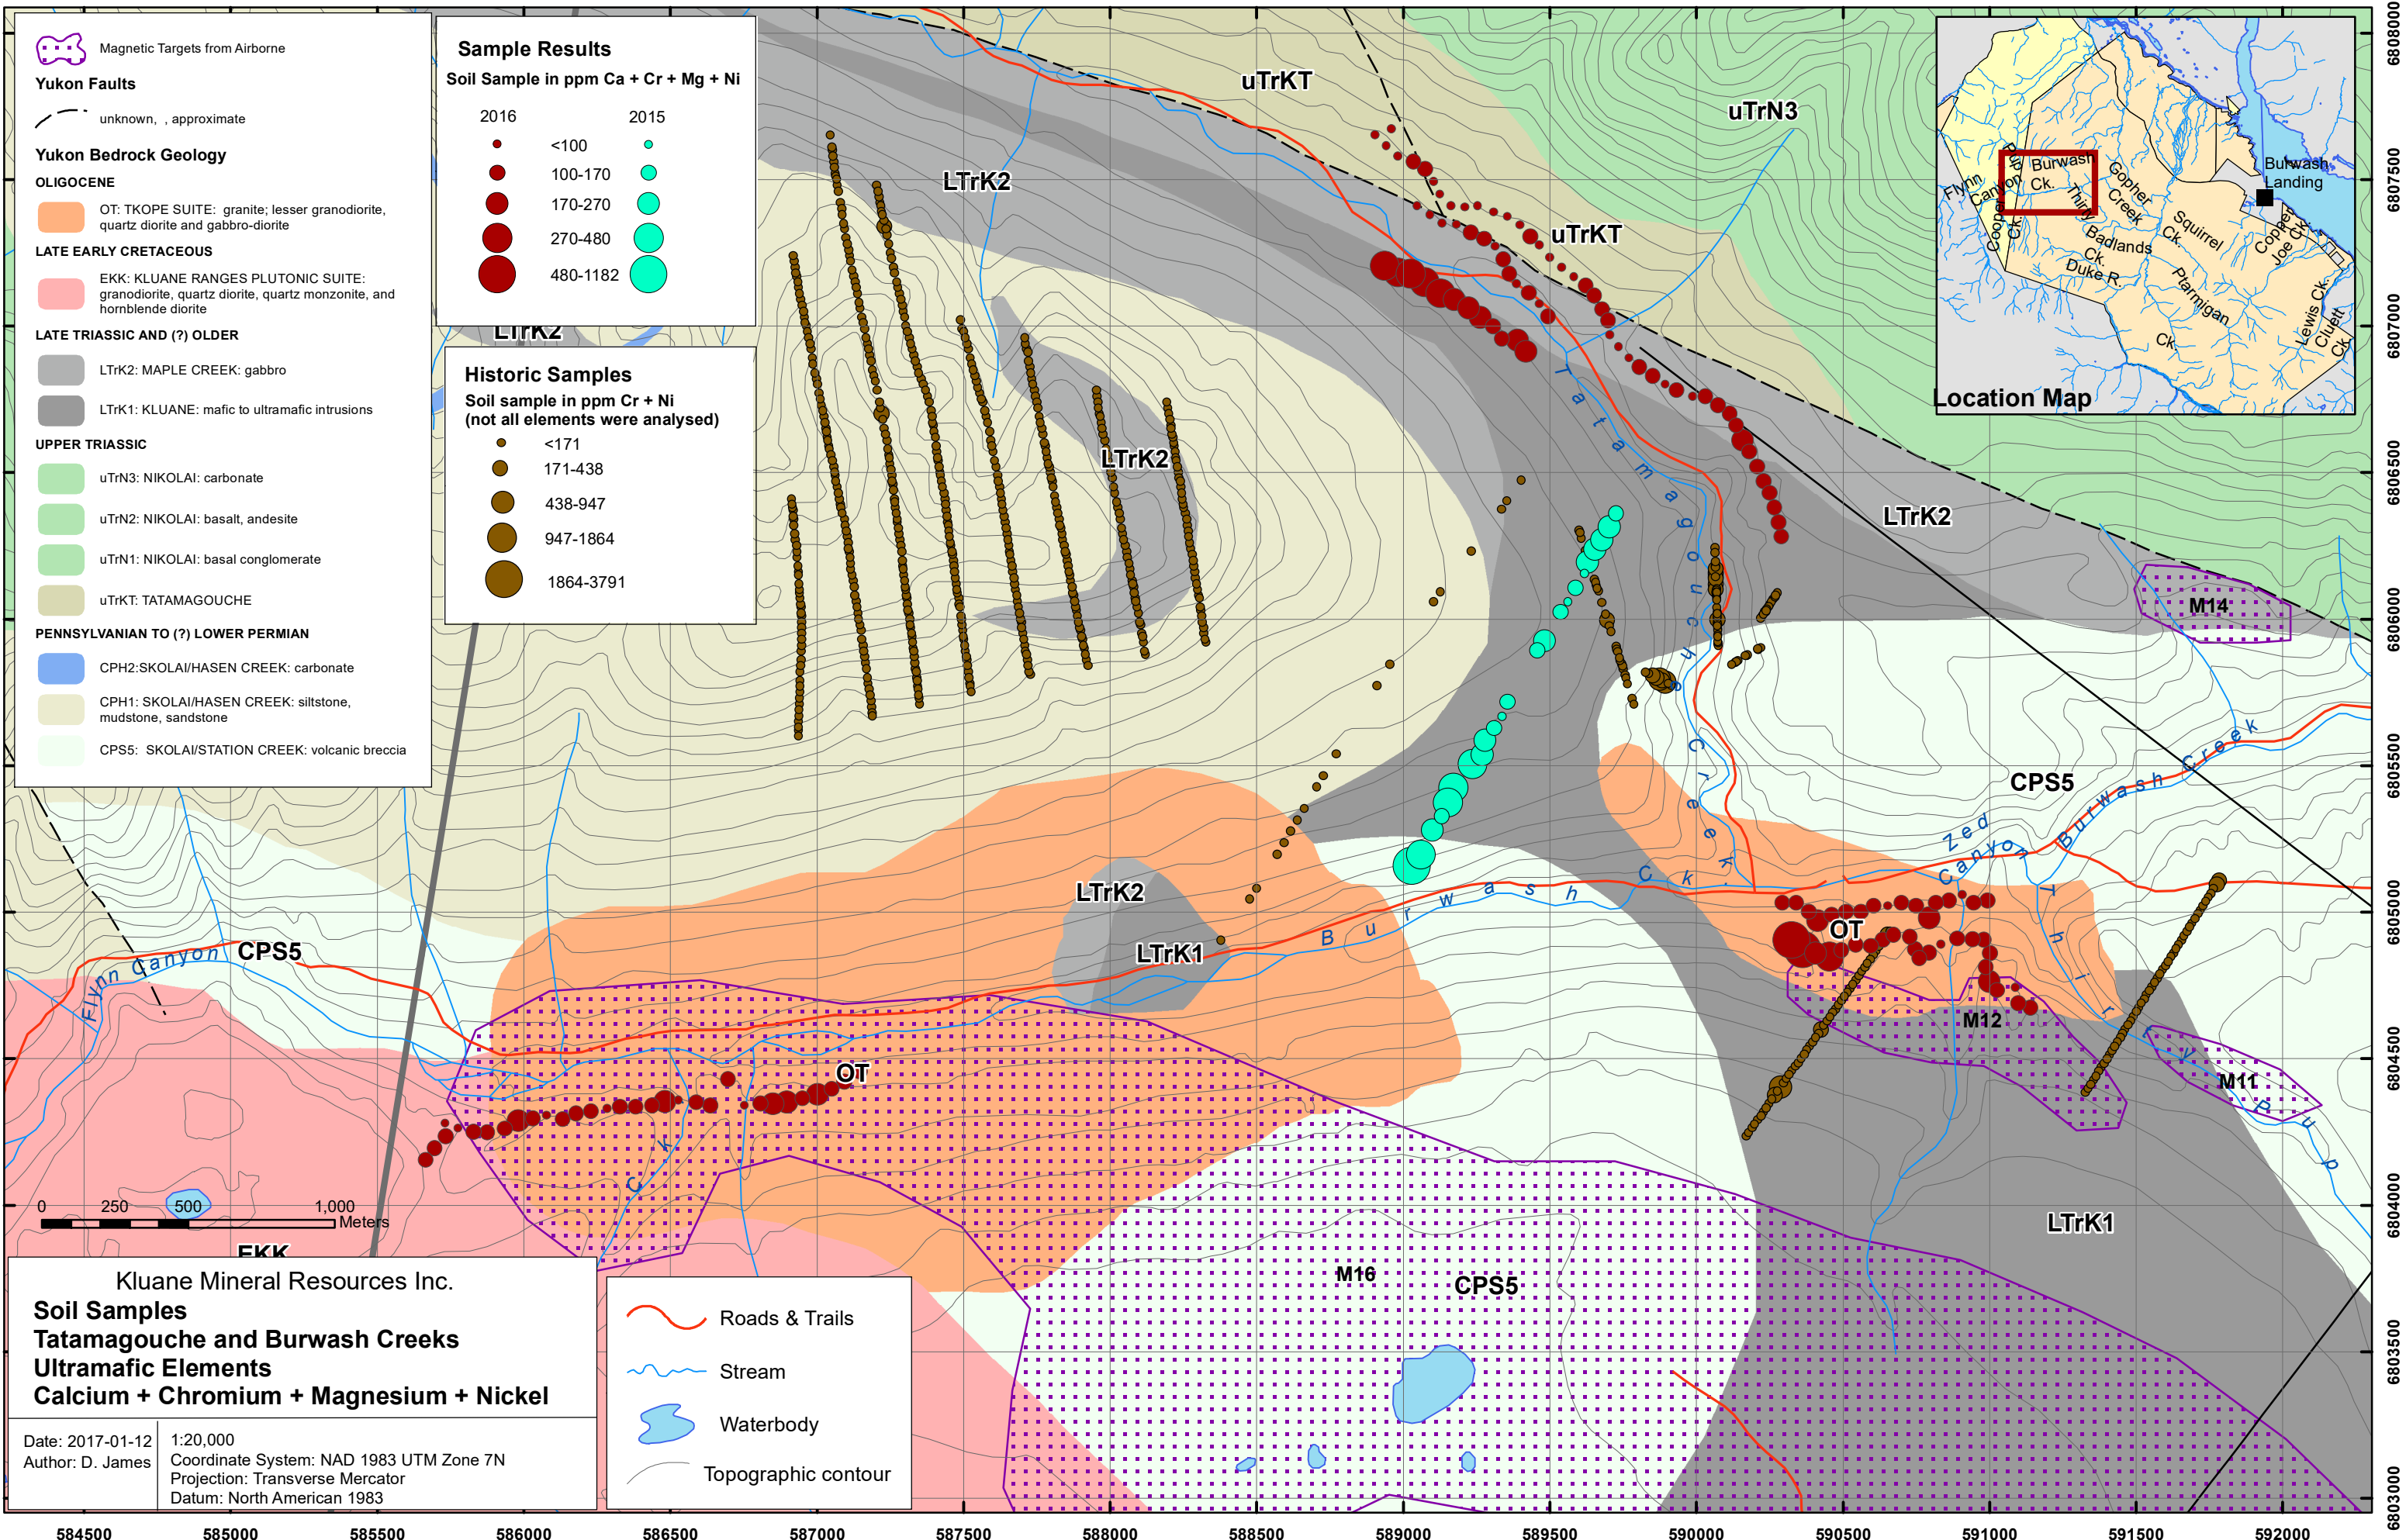 Magnetic Targets from Airborne
Yukon Faults
unknown, , approximate
Yukon Bedrock Geology
OLIGOCENE
OT: TKOPE SUITE: granite; lesser granodiorite,
quartz diorite and gabbro-diorite
LATE EARLY CRETACEOUS
EKK: KLUANE RANGES PLUTONIC SUITE:
granodiorite, quartz diorite, quartz monzonite, and
hornblende diorite
LATE TRIASSIC AND (?) OLDER
LTrK2: MAPLE CREEK: gabbro
LTrK1: KLUANE: mafic to ultramafic intrusions
UPPER TRIASSIC
uTrN3: NIKOLAI: carbonate
uTrN2: NIKOLAI: basalt, andesite
uTrN1: NIKOLAI: basal conglomerate
uTrKT: TATAMAGOUCHE
PENNSYLVANIAN TO (?) LOWER PERMIAN
CPH2:SKOLAI/HASEN CREEK: carbonate
CPH1: SKOLAI/HASEN CREEK: siltstone,
mudstone, sandstone
CPS5: SKOLAI/STATION CREEK: volcanic breccia
Sample Results
Soil Sample in ppm Ca + Cr + Mg + Ni
2016 2015
<100
100-170
170-270
270-480
480-1182
Historic Samples
Soil sample in ppm Cr + Ni
(not all elements were analysed)
<171
171-438
438-947
947-1864
1864-3791
uTrKT
uTrN3
LTrK2
uTrKT
LTrK2
LTrK2
LTrK2
Tatamagouche Creek
M14
CPS5
Zed
Canyon
Burwash Creek
LTrK2
LTrK1
Burwash Ck.
OT
CPS5
Flynn Canyon
Thirty Pup
M12
M11
OT
Ck
LTrK1
M16
CPS5
EKK
0 250 500 1,000
Meters
Location Map
Burwash
Landing
Burwash
Ck.
Pup
Flynn
Canyon
Cooper
Ck.
Thirty
Gopher
Creek
Squirrel
Ck.
Badlands
Ck.
Duke R.
Copper
Joe Ck.
Ptarmigan
Ck.
Lewis Ck.
Cluett
Ck.
Kluane Mineral Resources Inc.
Soil Samples
Tatamagouche and Burwash Creeks
Ultramafic Elements
Calcium + Chromium + Magnesium + Nickel
Date: 2017-01-12
Author: D. James
1:20,000
Coordinate System: NAD 1983 UTM Zone 7N
Projection: Transverse Mercator
Datum: North American 1983
Roads & Trails
Stream
Waterbody
Topographic contour
6808000
6807500
6807000
6806500
6806000
6805500
6805000
6804500
6804000
6803500
6803000
584500 585000 585500 586000 586500 587000 587500 588000 588500 589000 589500 590000 590500 591000 591500 592000